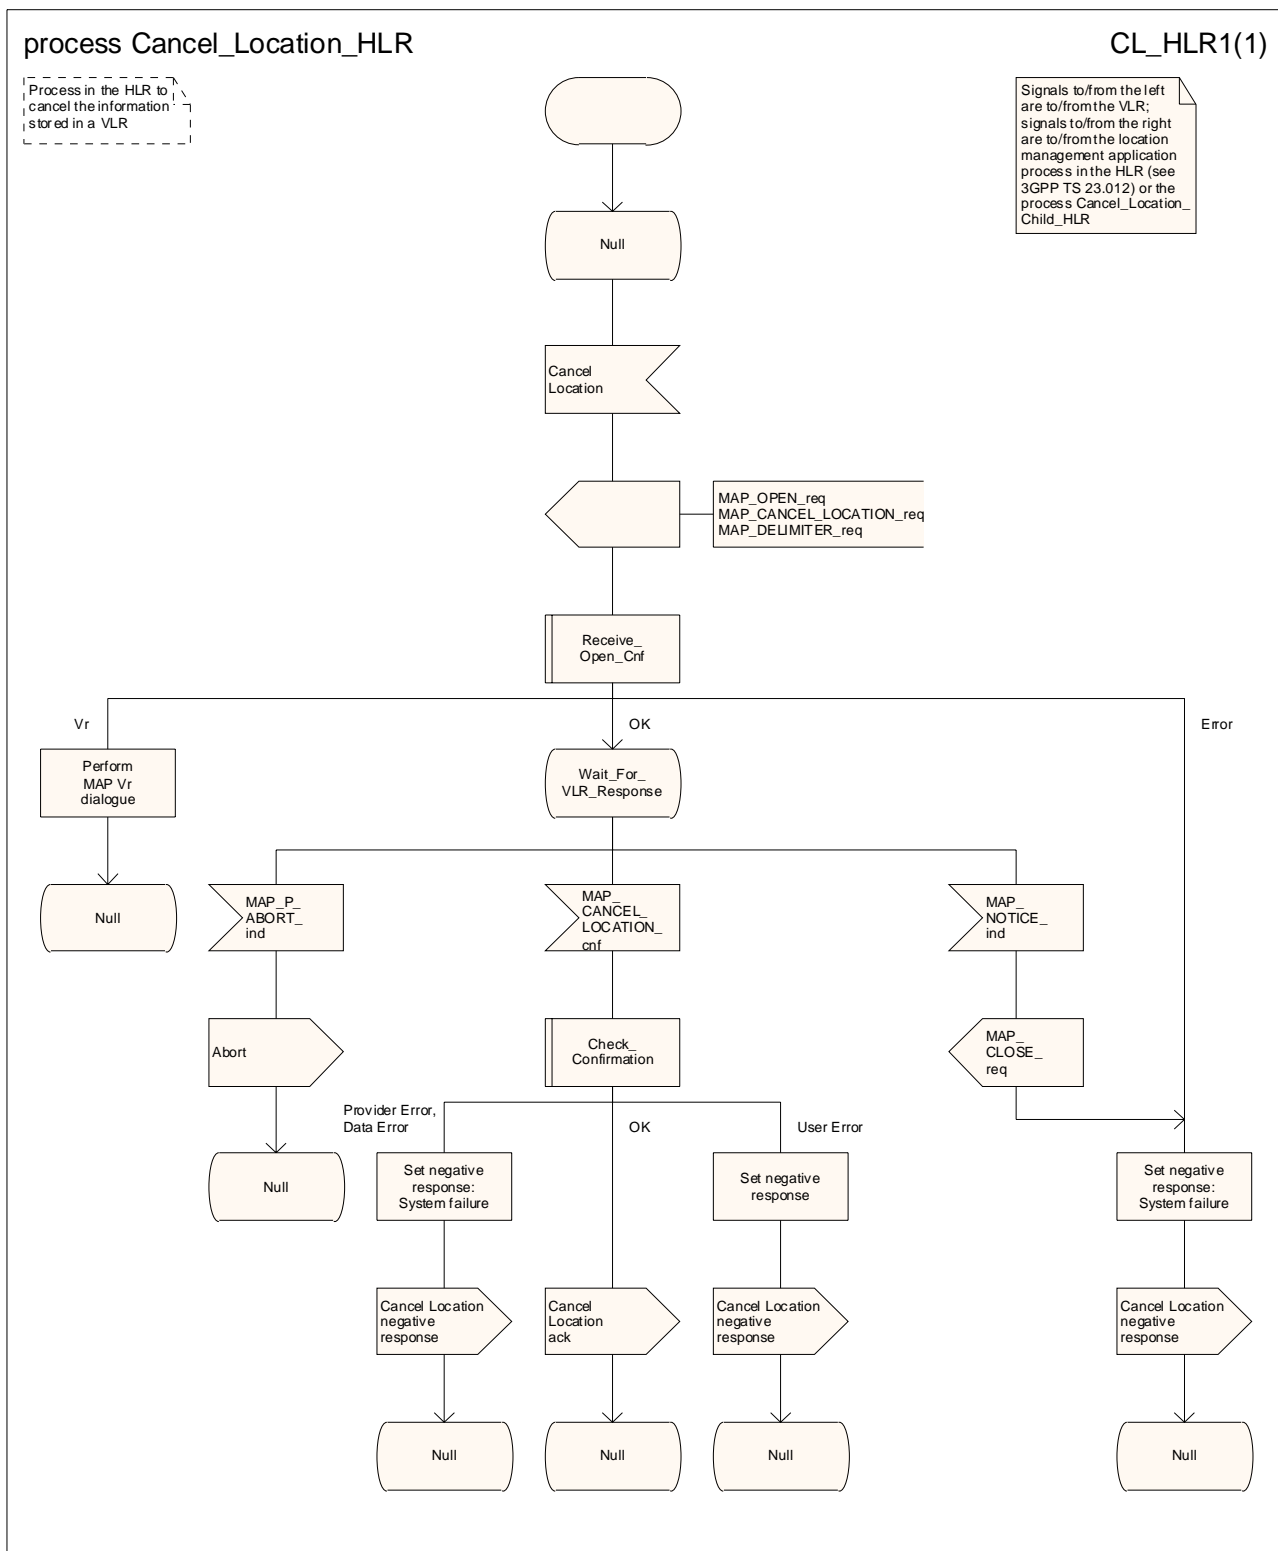 process Cancel_Location_HLR
CL_HLR1(1)
Process in the HLR to
cancel the information
stored in a VLR
Signals to/from the left
are to/from the VLR;
signals to/from the right
are to/from the location
management application
process in the HLR (see
3GPP TS 23.012) or the
process Cancel_Location_
Child_HLR
Null
Cancel
Location
MAP_OPEN_req
MAP_CANCEL_LOCATION_req
MAP_DELIMITER_req
Receive_
Open_Cnf
Vr
OK
Error
Perform
MAP Vr
dialogue
Wait_For_
VLR_Response
Null
MAP_P_
ABORT_
ind
MAP_
CANCEL_
LOCATION_
cnf
MAP_
NOTICE_
ind
Abort
Check_
Confirmation
MAP_
CLOSE_
req
Provider Error,
Data Error
OK
User Error
Null
Set negative
response:
System failure
Set negative
response
Set negative
response:
System failure
Cancel Location
negative
response
Cancel
Location
ack
Cancel Location
negative
response
Cancel Location
negative
response
Null
Null
Null
Null